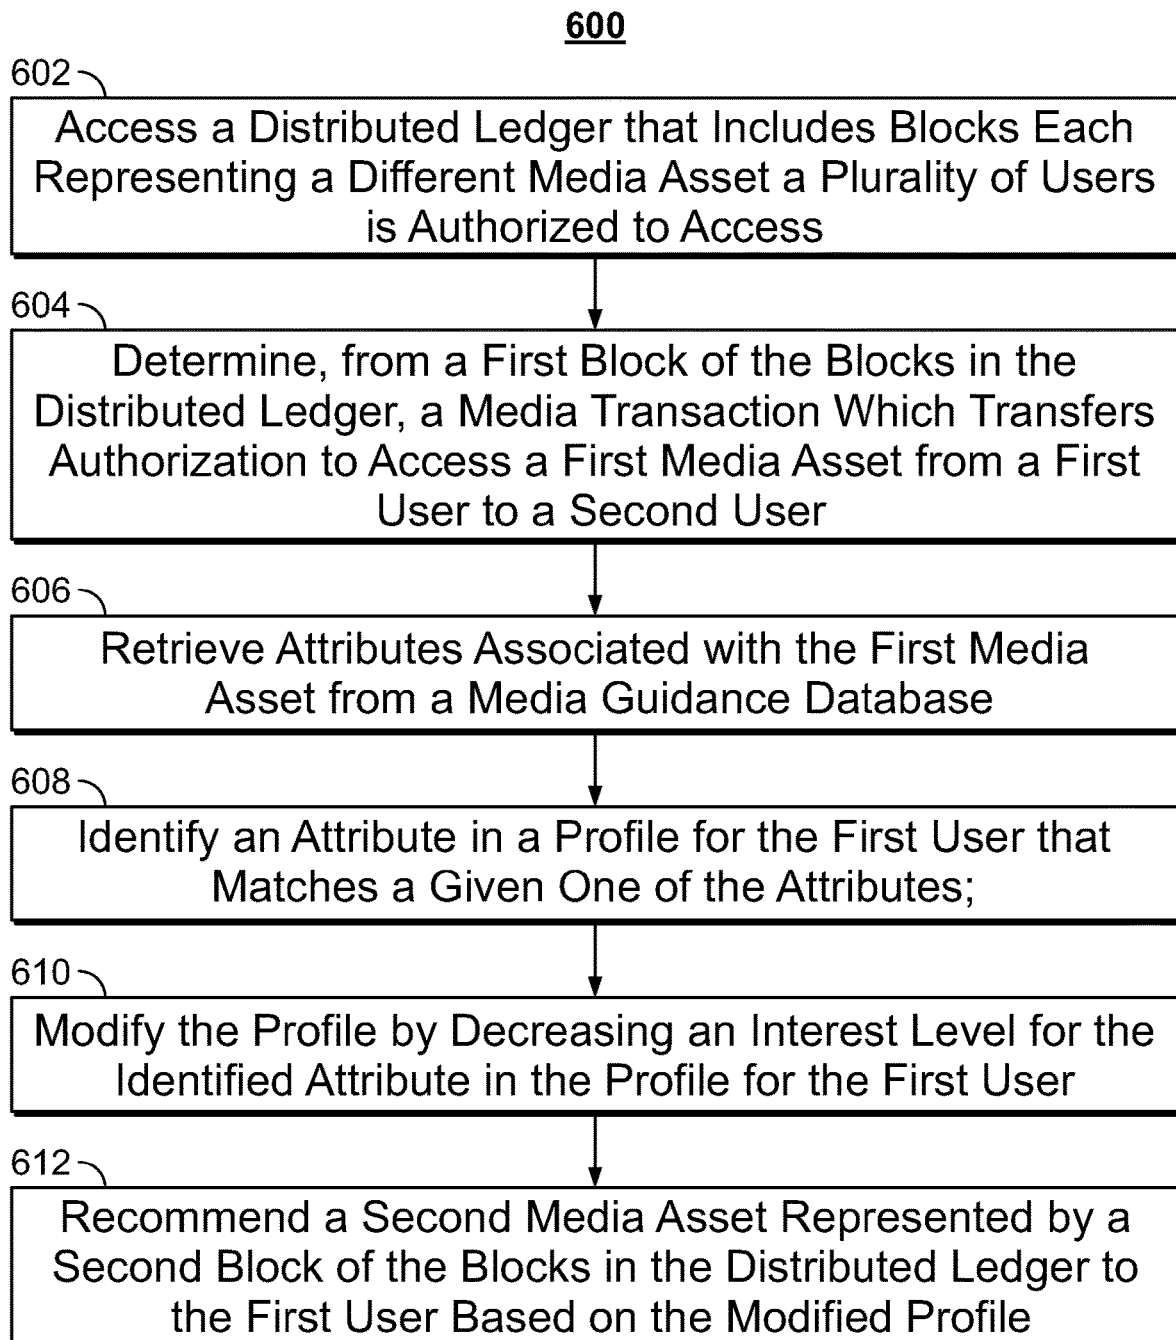 600
602
Access a Distributed Ledger that Includes Blocks Each
Representing a Different Media Asset a Plurality of Users
is Authorized to Access
604
Determine, from a First Block of the Blocks in the
Distributed Ledger, a Media Transaction Which Transfers
Authorization to Access a First Media Asset from a First
User to a Second User
606
Retrieve Attributes Associated with the First Media
Asset from a Media Guidance Database
608
Identify an Attribute in a Profile for the First User that
Matches a Given One of the Attributes;
610
Modify the Profile by Decreasing an Interest Level for the
Identified Attribute in the Profile for the First User
612
Recommend a Second Media Asset Represented by a
Second Block of the Blocks in the Distributed Ledger to
the First User Based on the Modified Profile